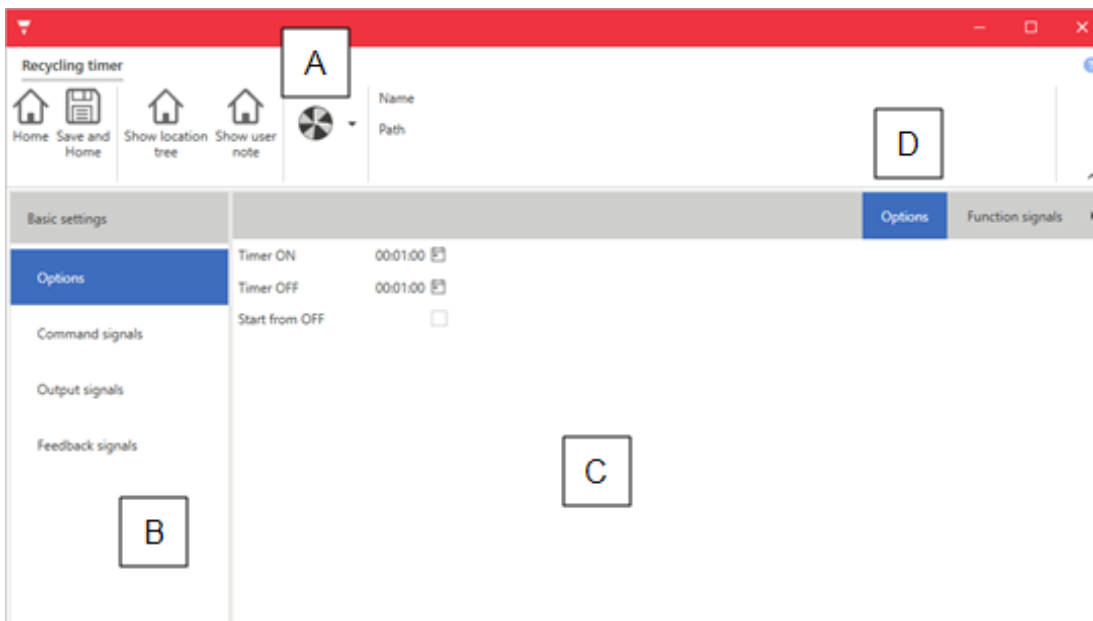 A
Recycling timer
Name
Path
Home Save and Home Show location tree Show user note
D
Basic settings
Options Function signals
Options
Command signals
Output signals
Feedback signals
Timer ON 00:01:00
Timer OFF 00:01:00
Start from OFF
B
C